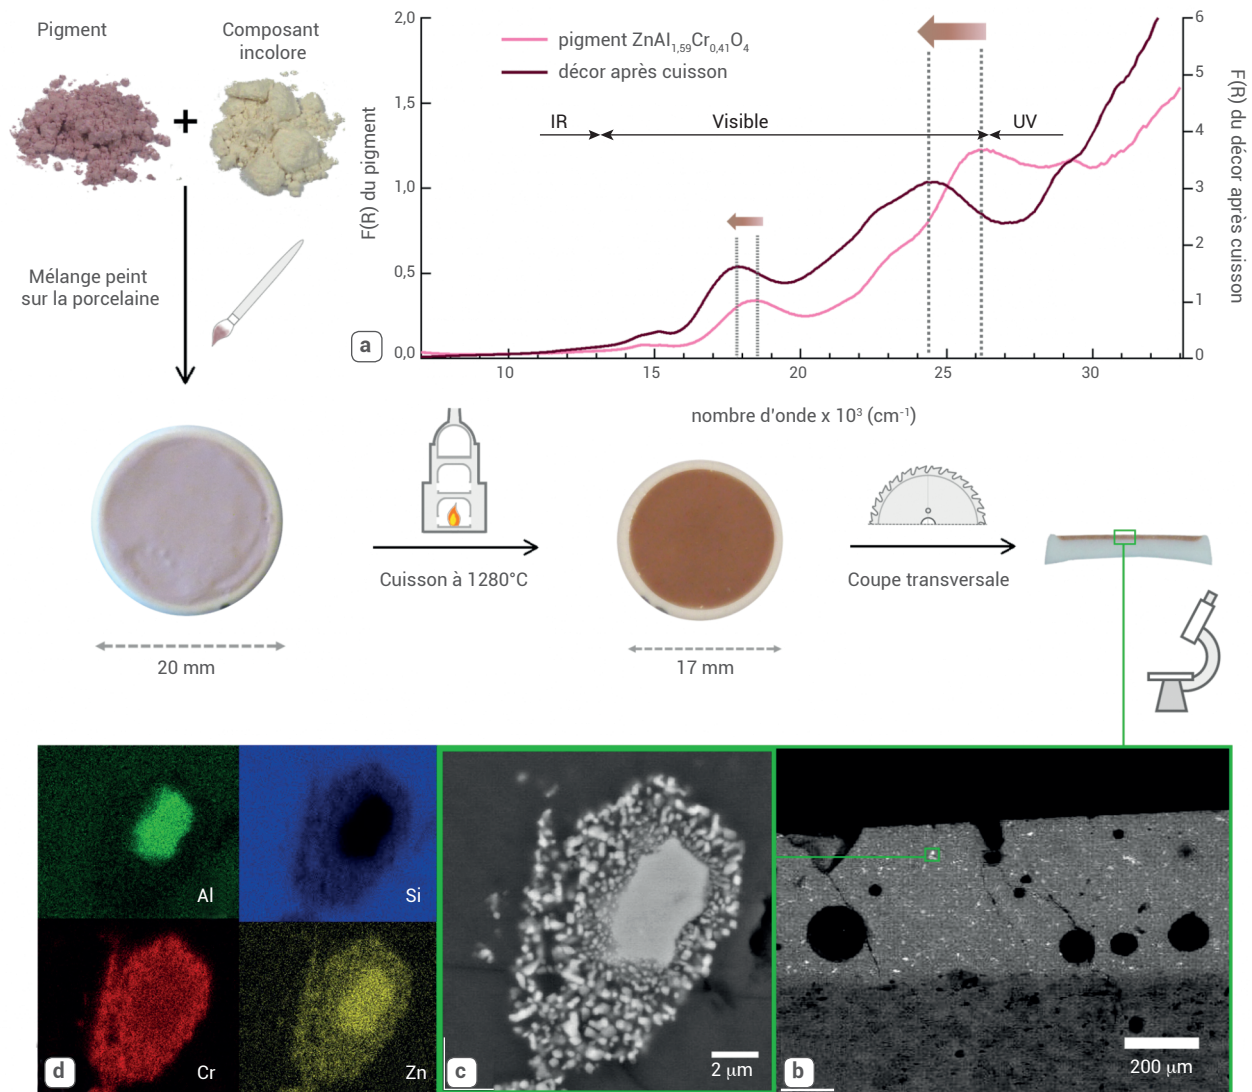 Pigment
Composant
incolore
+
Mélange peint
sur la porcelaine
F(R) du pigment
2,0
1,5
1,0
0,5
0,0
pigment ZnAl1,59Cr0,41O4
décor après cuisson
IR
Visible
UV
a
6
5
4
3
2
1
0
F(R) du décor après
cuisson
10
15
20
25
30
nombre d'onde x 10³ (cm⁻¹)
20 mm
Cuisson à 1280°C
17 mm
Coupe transversale
Al
Si
Cr
Zn
d
c
2 µm
b
200 µm